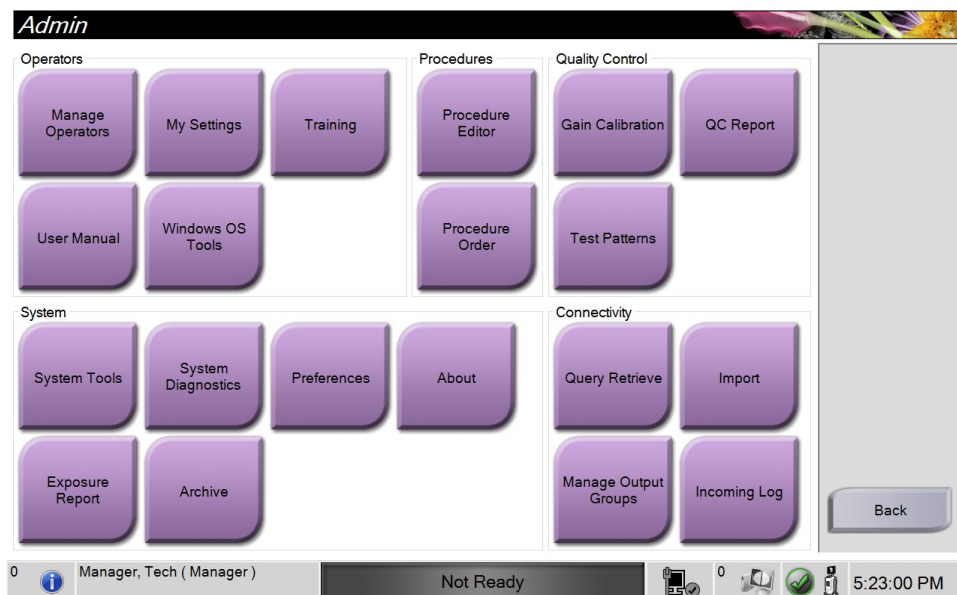 Admin
Operators
Manage
Operators
My Settings
Training
User Manual
Windows OS
Tools
Procedures
Procedure
Editor
Procedure
Order
Quality Control
Gain Calibration
QC Report
Test Patterns
System
System Tools
System
Diagnostics
Preferences
About
Exposure
Report
Archive
Connectivity
Query Retrieve
Import
Manage Output
Groups
Incoming Log
Back
0
Manager, Tech ( Manager )
Not Ready
0
5:23:00 PM